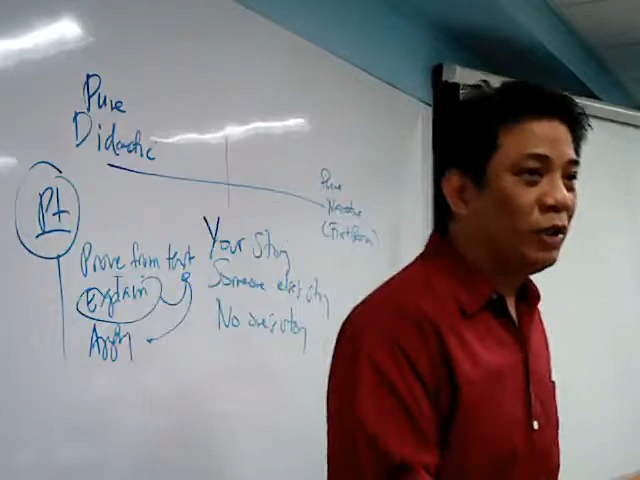 Pure
Didactic
Pure
Narrative
(First Person)
Pt
Prove from text
Explain
Apply
Your Story
Someone else's story
No one's story